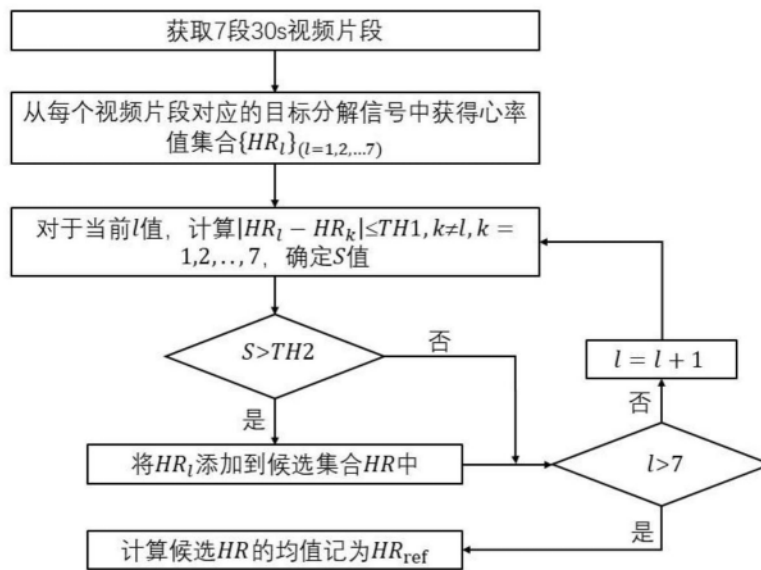 获取7段30s视频片段
从每个视频片段对应的目标分解信号中获得心率
值集合{HR_l}_(l=1,2,…7)
对于当前l值，计算|HR_l − HR_k|≤TH1, k≠l, k =
1,2,..,7，确定S值
S>TH2
否
l = l + 1
否
是
将HR_l添加到候选集合HR中
l>7
是
计算候选HR的均值记为HR_ref